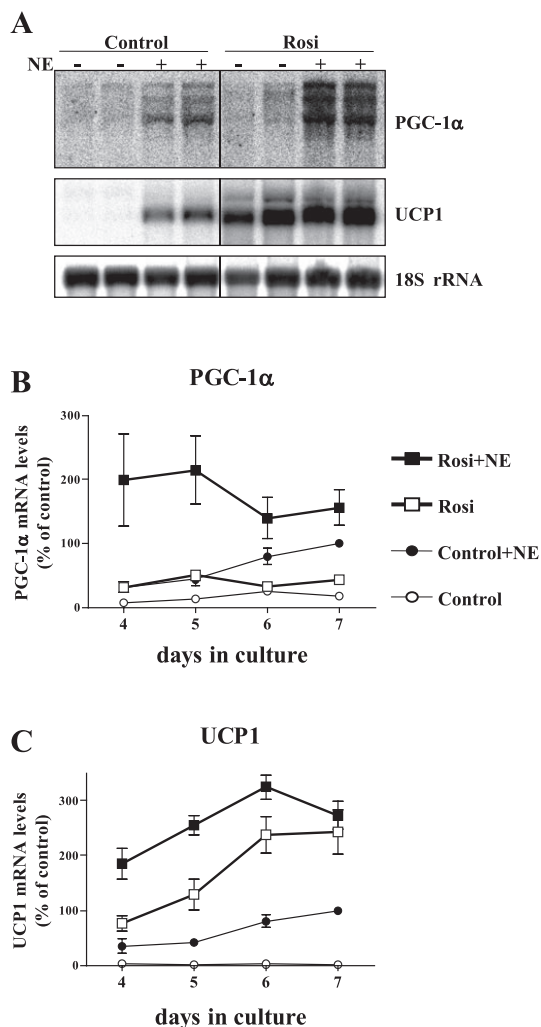 A
Control Rosi
NE - - + + - - + +
PGC-1α
UCP1
18S rRNA
B
PGC-1α
300
200
100
0
PGC-1α mRNA levels
(% of control)
4 5 6 7
days in culture
Rosi+NE
Rosi
Control+NE
Control
C
UCP1
300
200
100
0
UCP1 mRNA levels
(% of control)
4 5 6 7
days in culture